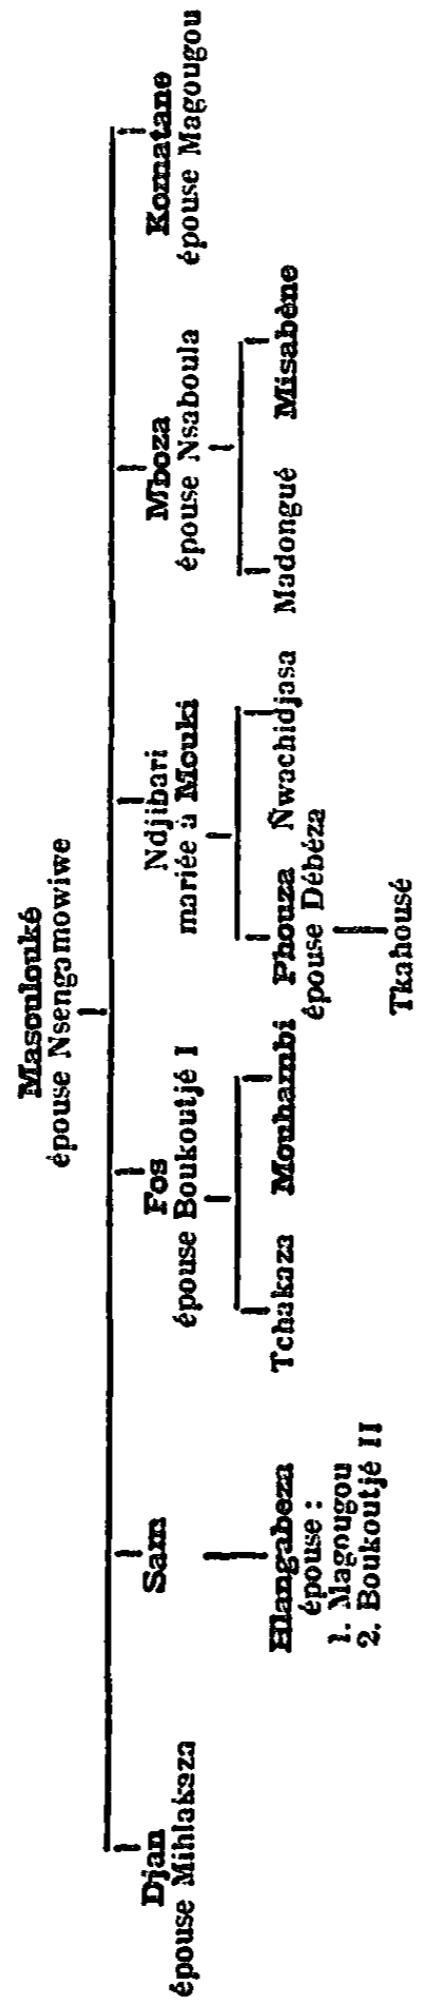 Masoulouké
épouse Nsengamowiwe
Djan
épouse Mihlakaza
Sam
Fos
épouse Boukoutjé I
Ndjibari
mariée à Mouki
Mboza
épouse Nsaboula
Komatane
épouse Magougou
Hlangabeza
épouse :
1. Magougou
2. Boukoutjé II
Tchakaza
Mouhambi
Phouza
épouse Débéza
Ñwachidjasa
Madongué
Misabène
Tkahousé